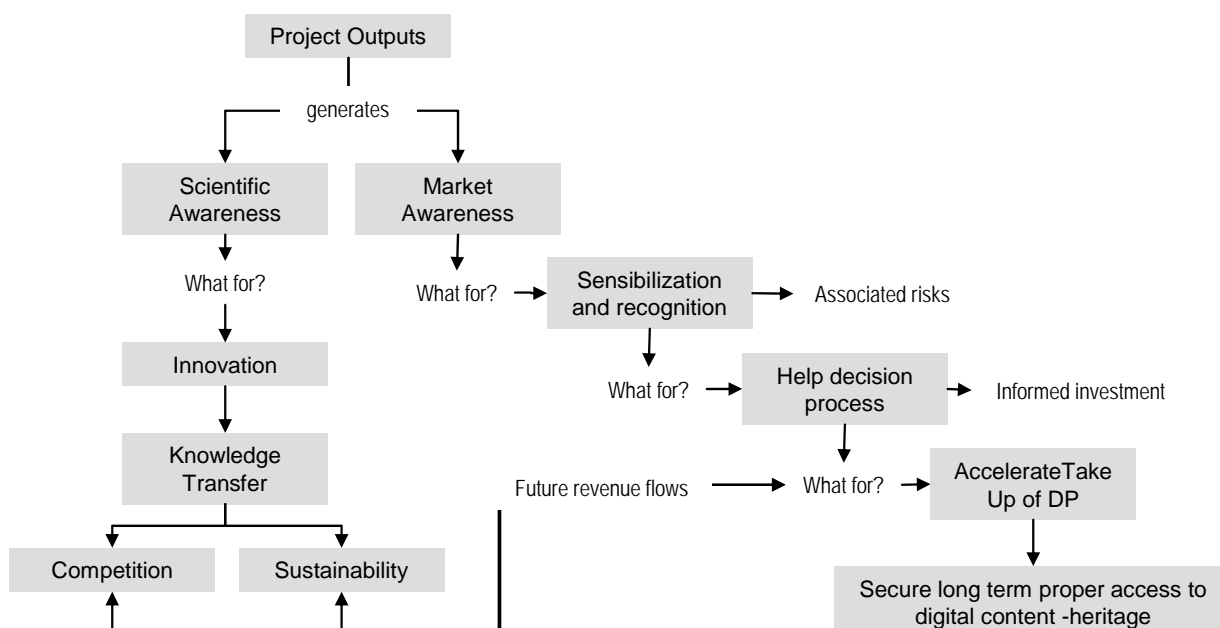 Project Outputs
generates
Scientific
Awareness
Market
Awareness
What for?
What for?
Sensibilization
and recognition
Associated risks
Innovation
What for?
Help decision
process
Informed investment
Knowledge
Transfer
Future revenue flows
What for?
AccelerateTake
Up of DP
Competition
Sustainability
Secure long term proper access to
digital content -heritage